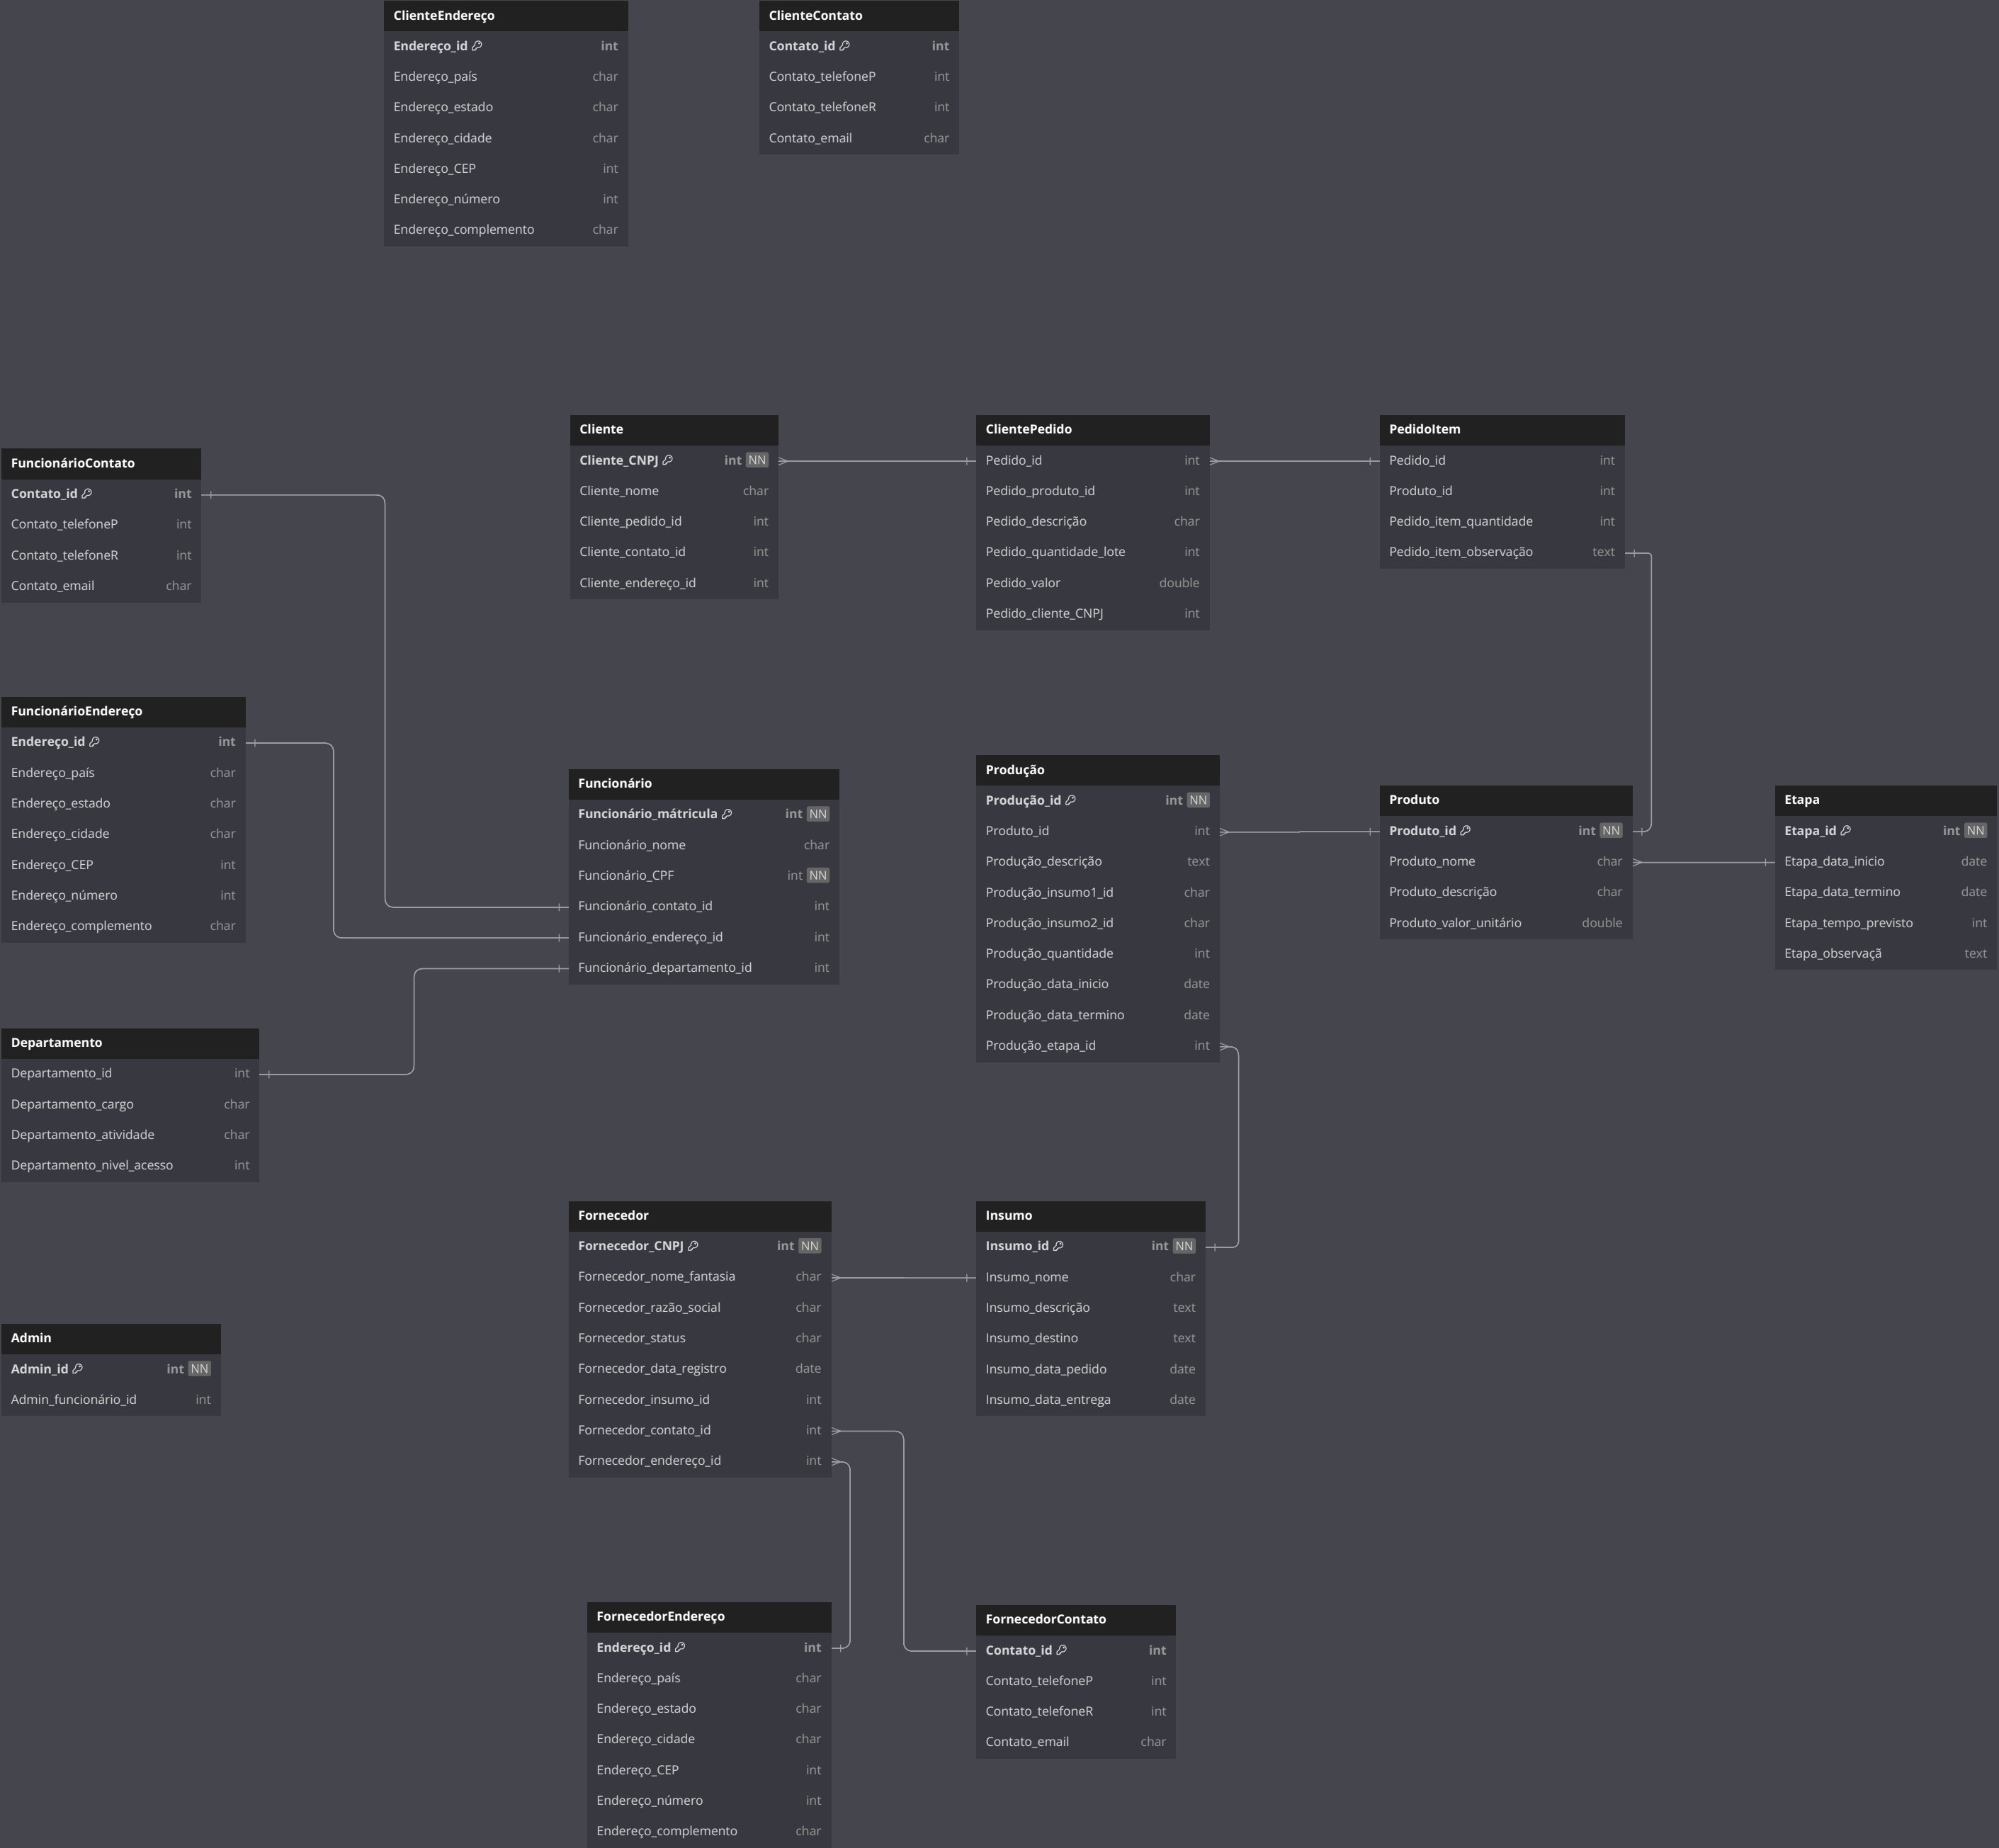 ClienteEndereço
Endereço_id int
Endereço_país char
Endereço_estado char
Endereço_cidade char
Endereço_CEP int
Endereço_número int
Endereço_complemento char
ClienteContato
Contato_id int
Contato_telefoneP int
Contato_telefoneR int
Contato_email char
FuncionárioContato
Contato_id int
Contato_telefoneP int
Contato_telefoneR int
Contato_email char
Cliente
Cliente_CNPJ int NN
Cliente_nome char
Cliente_pedido_id int
Cliente_contato_id int
Cliente_endereço_id int
ClientePedido
Pedido_id int
Pedido_produto_id int
Pedido_descrição char
Pedido_quantidade_lote int
Pedido_valor double
Pedido_cliente_CNPJ int
PedidoItem
Pedido_id int
Produto_id int
Pedido_item_quantidade int
Pedido_item_observação text
FuncionárioEndereço
Endereço_id int
Endereço_país char
Endereço_estado char
Endereço_cidade char
Endereço_CEP int
Endereço_número int
Endereço_complemento char
Funcionário
Funcionário_mátricula int NN
Funcionário_nome char
Funcionário_CPF int NN
Funcionário_contato_id int
Funcionário_endereço_id int
Funcionário_departamento_id int
Produção
Produção_id int NN
Produto_id int
Produção_descrição text
Produção_insumo1_id char
Produção_insumo2_id char
Produção_quantidade int
Produção_data_inicio date
Produção_data_termino date
Produção_etapa_id int
Produto
Produto_id int NN
Produto_nome char
Produto_descrição char
Produto_valor_unitário double
Etapa
Etapa_id int NN
Etapa_data_inicio date
Etapa_data_termino date
Etapa_tempo_previsto int
Etapa_observaçã text
Departamento
Departamento_id int
Departamento_cargo char
Departamento_atividade char
Departamento_nivel_acesso int
Fornecedor
Fornecedor_CNPJ int NN
Fornecedor_nome_fantasia char
Fornecedor_razão_social char
Fornecedor_status char
Fornecedor_data_registro date
Fornecedor_insumo_id int
Fornecedor_contato_id int
Fornecedor_endereço_id int
Insumo
Insumo_id int NN
Insumo_nome char
Insumo_descrição text
Insumo_destino text
Insumo_data_pedido date
Insumo_data_entrega date
Admin
Admin_id int NN
Admin_funcionário_id int
FornecedorEndereço
Endereço_id int
Endereço_país char
Endereço_estado char
Endereço_cidade char
Endereço_CEP int
Endereço_número int
Endereço_complemento char
FornecedorContato
Contato_id int
Contato_telefoneP int
Contato_telefoneR int
Contato_email char